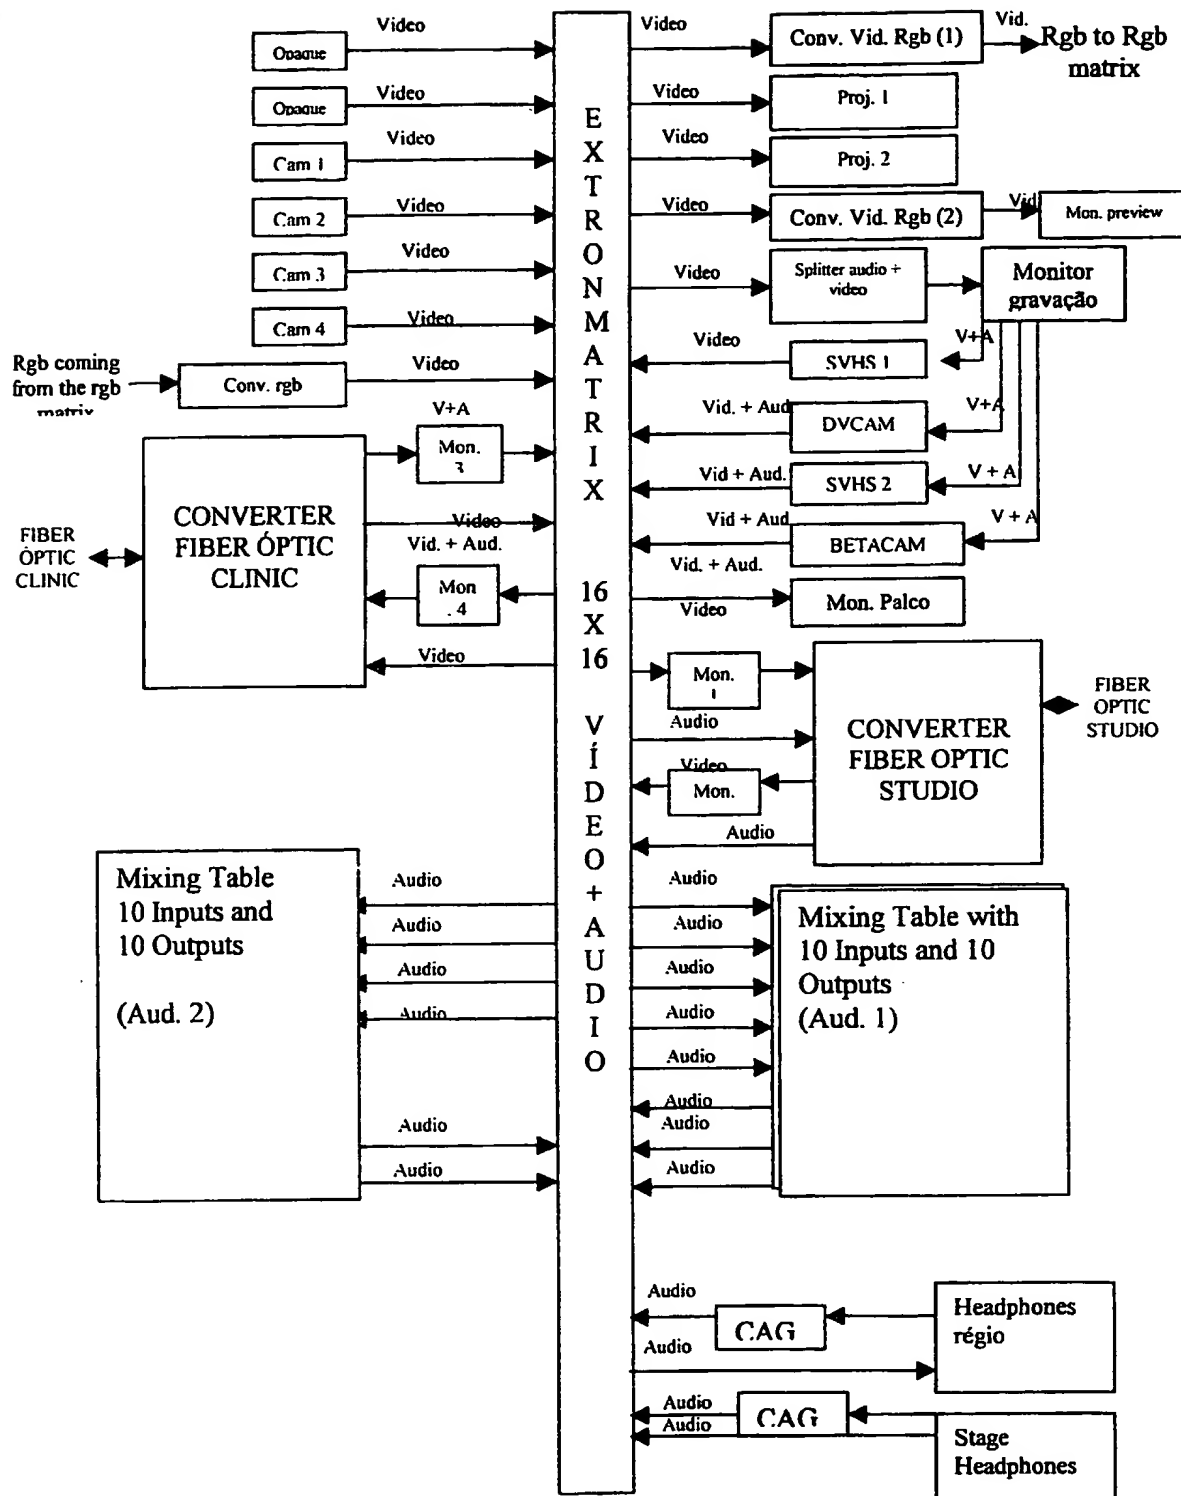 Video
Opaque
Video
Opaque
Video
Cam 1
Video
Cam 2
Video
Cam 3
Video
Cam 4
Rgb coming
from the rgb
matrix
Conv. rgb
Video
V+A
Mon.
3
CONVERTER
FIBER ÓPTIC
CLINIC
FIBER
ÓPTIC
CLINIC
Video
Vid. + Aud.
Mon
.4
Video
Mixing Table
10 Inputs and
10 Outputs
(Aud. 2)
Audio
Audio
Audio
Audio
Audio
Audio
EXTRONMATRIX
16
X
16
VÍDEO+AUDIO
Video
Conv. Vid. Rgb (1)
Vid.
Rgb to Rgb
matrix
Video
Proj. 1
Video
Proj. 2
Video
Conv. Vid. Rgb (2)
Vid.
Mon. preview
Video
Splitter audio +
video
Monitor
gravação
Video
SVHS 1
V+A
Vid. + Aud.
DVCAM
V+A
Vid + Aud.
SVHS 2
V + A
Vid + Aud
BETACAM
V + A
Vid. + Aud.
Video
Mon. Palco
Mon.
1
Audio
Video
Mon.
Audio
CONVERTER
FIBER OPTIC
STUDIO
FIBER
OPTIC
STUDIO
Audio
Audio
Audio
Audio
Audio
Audio
Audio
Audio
Mixing Table with
10 Inputs and 10
Outputs
(Aud. 1)
Audio
CAG
Headphones
régio
Audio
Audio
Audio
CAG
Stage
Headphones